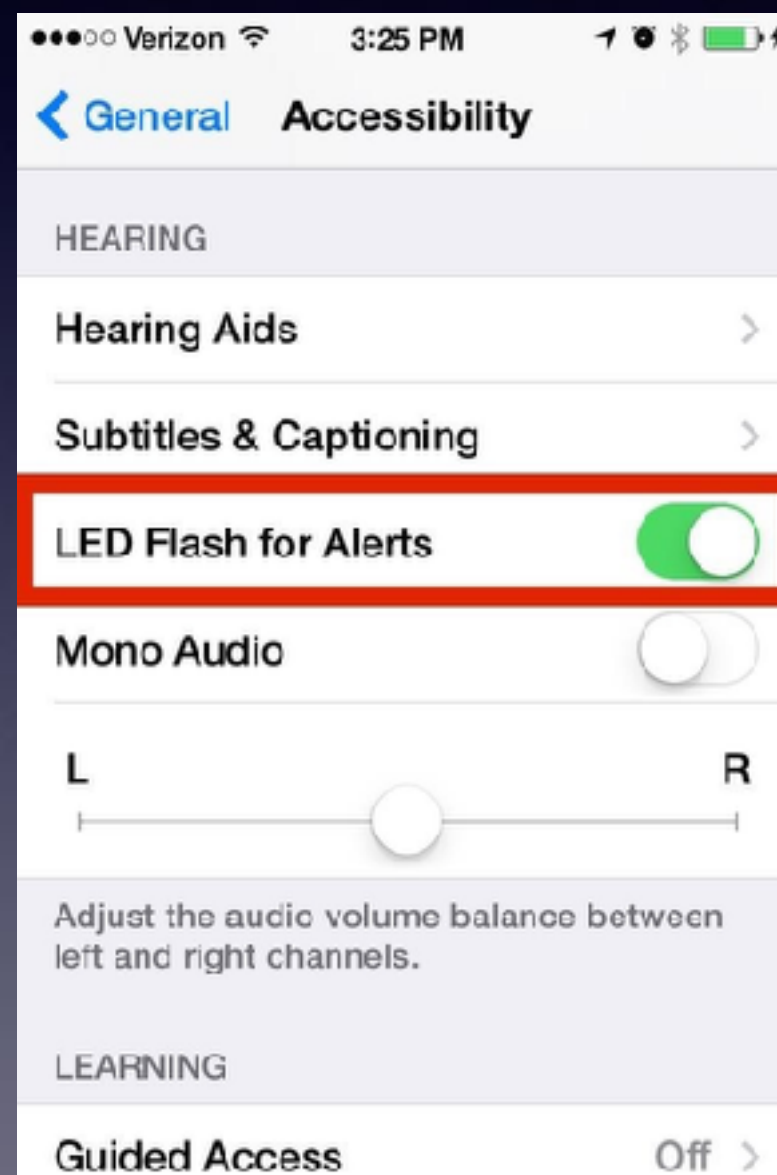 Verizon 3:25 PM
General Accessibility
HEARING
Hearing Aids
Subtitles & Captioning
LED Flash for Alerts
Mono Audio
L R
Adjust the audio volume balance between
left and right channels.
LEARNING
Guided Access Off